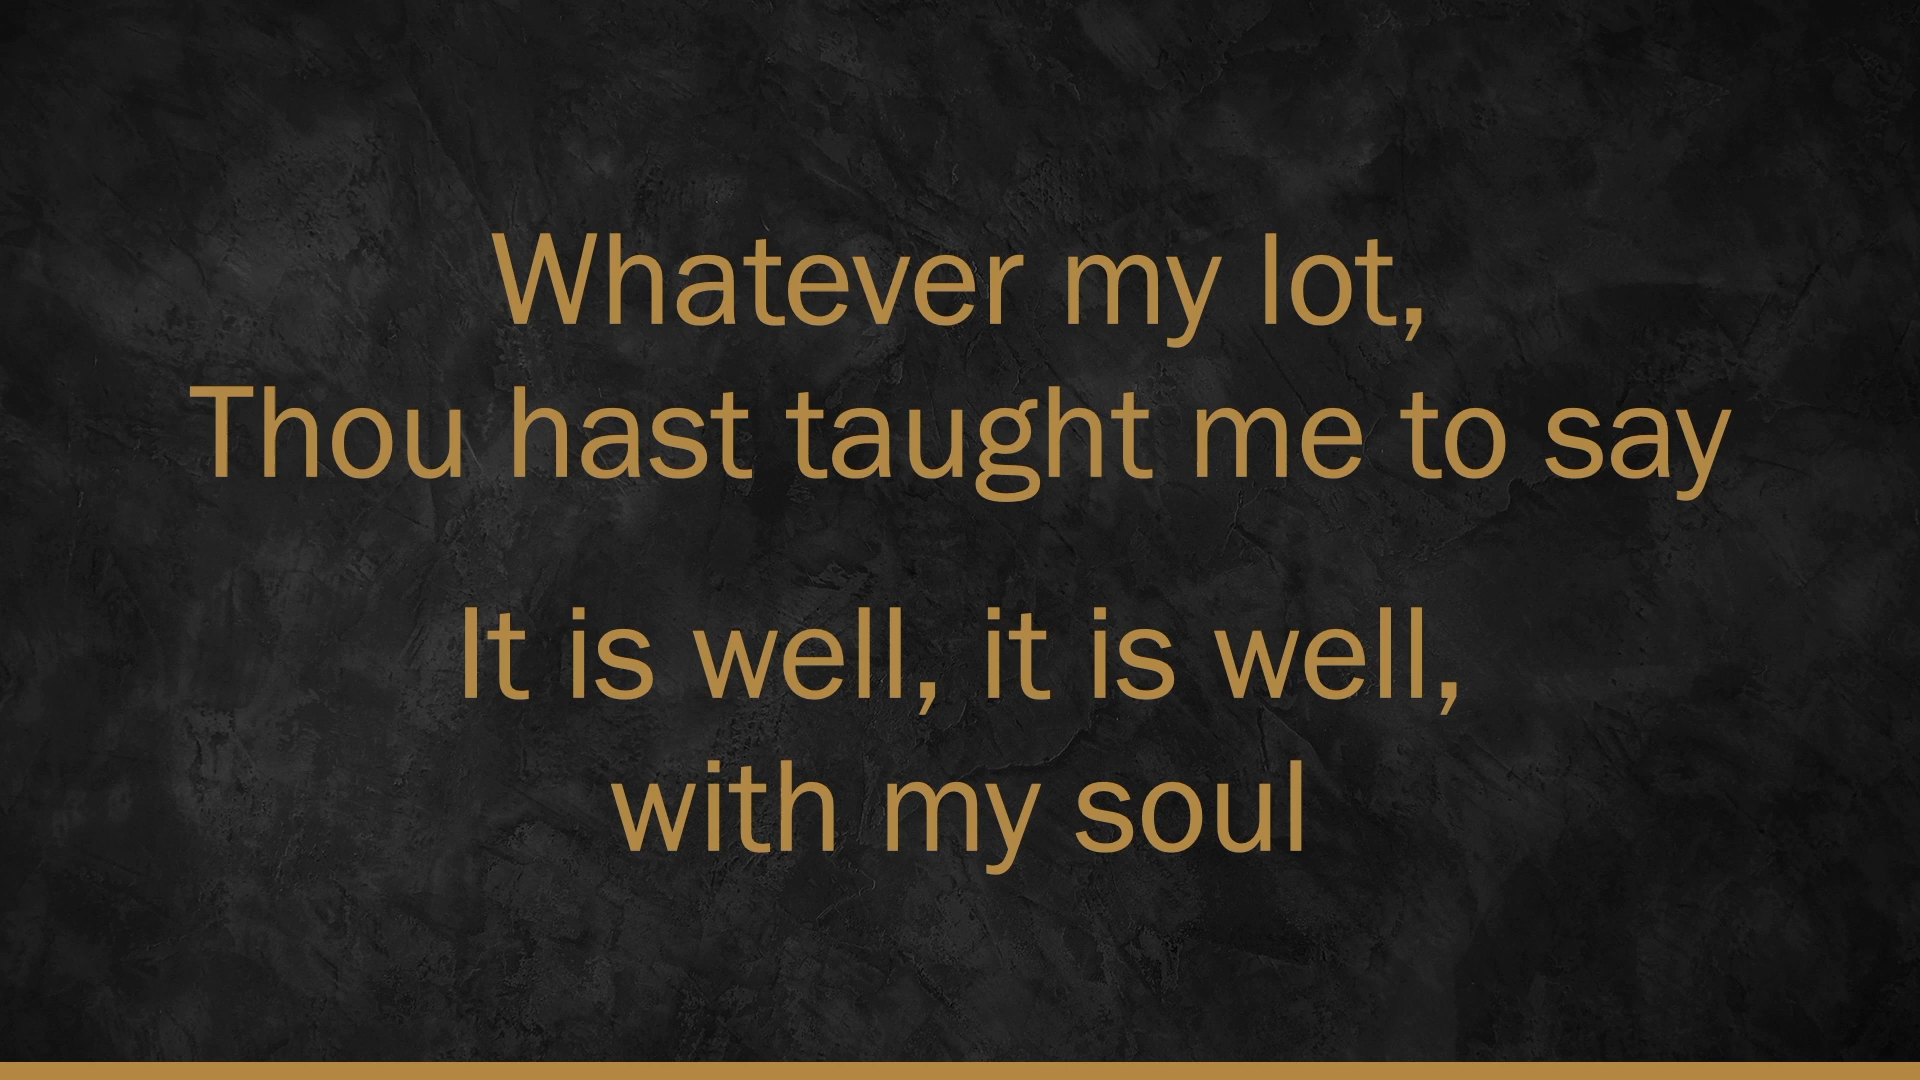 Whatever my lot,
Thou hast taught me to say
It is well, it is well,
with my soul